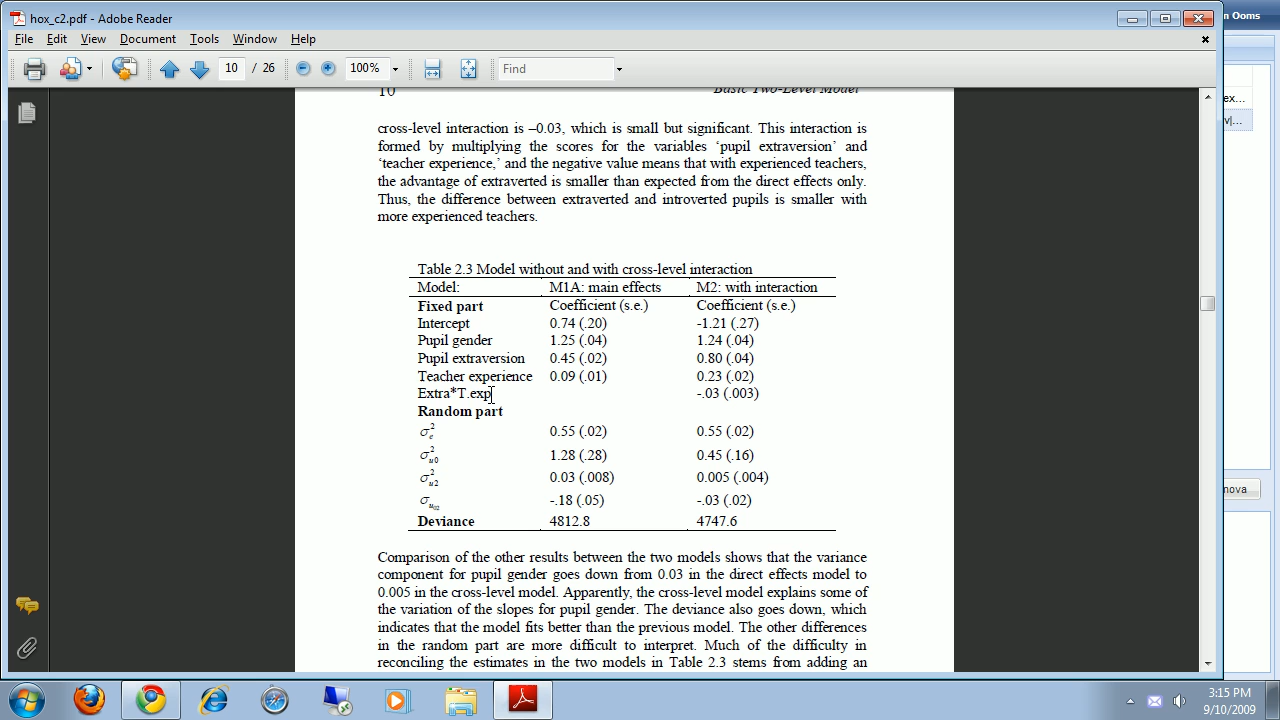 hox_c2.pdf - Adobe Reader
n Ooms
File Edit View Document Tools Window Help
10 / 26 100% Find
10 Basic Two-Level Model
cross-level interaction is –0.03, which is small but significant. This interaction is
formed by multiplying the scores for the variables ‘pupil extraversion’ and
‘teacher experience,’ and the negative value means that with experienced teachers,
the advantage of extraverted is smaller than expected from the direct effects only.
Thus, the difference between extraverted and introverted pupils is smaller with
more experienced teachers.
Table 2.3 Model without and with cross-level interaction
Model: M1A: main effects M2: with interaction
Fixed part Coefficient (s.e.) Coefficient (s.e.)
Intercept 0.74 (.20) -1.21 (.27)
Pupil gender 1.25 (.04) 1.24 (.04)
Pupil extraversion 0.45 (.02) 0.80 (.04)
Teacher experience 0.09 (.01) 0.23 (.02)
Extra*T.exp -.03 (.003)
Random part
σ²e 0.55 (.02) 0.55 (.02)
σ²u0 1.28 (.28) 0.45 (.16)
σ²u2 0.03 (.008) 0.005 (.004)
σu02 -.18 (.05) -.03 (.02)
Deviance 4812.8 4747.6
Comparison of the other results between the two models shows that the variance
component for pupil gender goes down from 0.03 in the direct effects model to
0.005 in the cross-level model. Apparently, the cross-level model explains some of
the variation of the slopes for pupil gender. The deviance also goes down, which
indicates that the model fits better than the previous model. The other differences
in the random part are more difficult to interpret. Much of the difficulty in
reconciling the estimates in the two models in Table 2.3 stems from adding an
ex...
v|...
nova
3:15 PM
9/10/2009